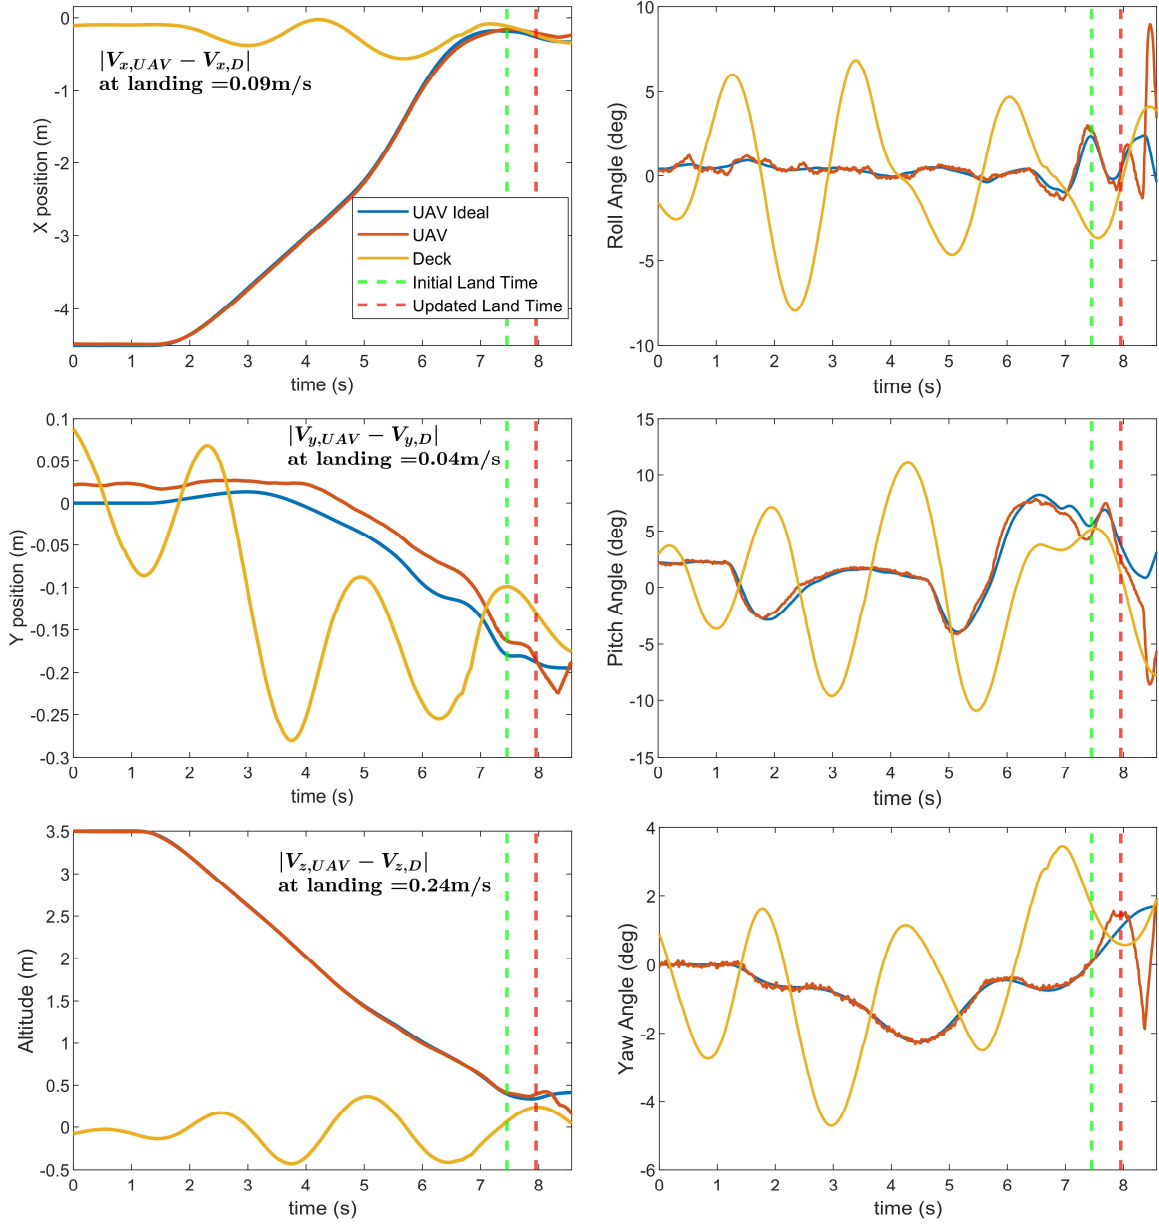 0
-1
-2
-3
-4
X position (m)
|V_{x,UAV} − V_{x,D}|
at landing =0.09m/s
UAV Ideal
UAV
Deck
Initial Land Time
Updated Land Time
0 1 2 3 4 5 6 7 8
time (s)
10
5
0
-5
-10
Roll Angle (deg)
0 1 2 3 4 5 6 7 8
time (s)
0.1
0.05
0
-0.05
-0.1
-0.15
-0.2
-0.25
-0.3
Y position (m)
|V_{y,UAV} − V_{y,D}|
at landing =0.04m/s
0 1 2 3 4 5 6 7 8
time (s)
15
10
5
0
-5
-10
-15
Pitch Angle (deg)
0 1 2 3 4 5 6 7 8
time (s)
3.5
3
2.5
2
1.5
1
0.5
0
-0.5
Altitude (m)
|V_{z,UAV} − V_{z,D}|
at landing =0.24m/s
0 1 2 3 4 5 6 7 8
time (s)
4
2
0
-2
-4
-6
Yaw Angle (deg)
0 1 2 3 4 5 6 7 8
time (s)